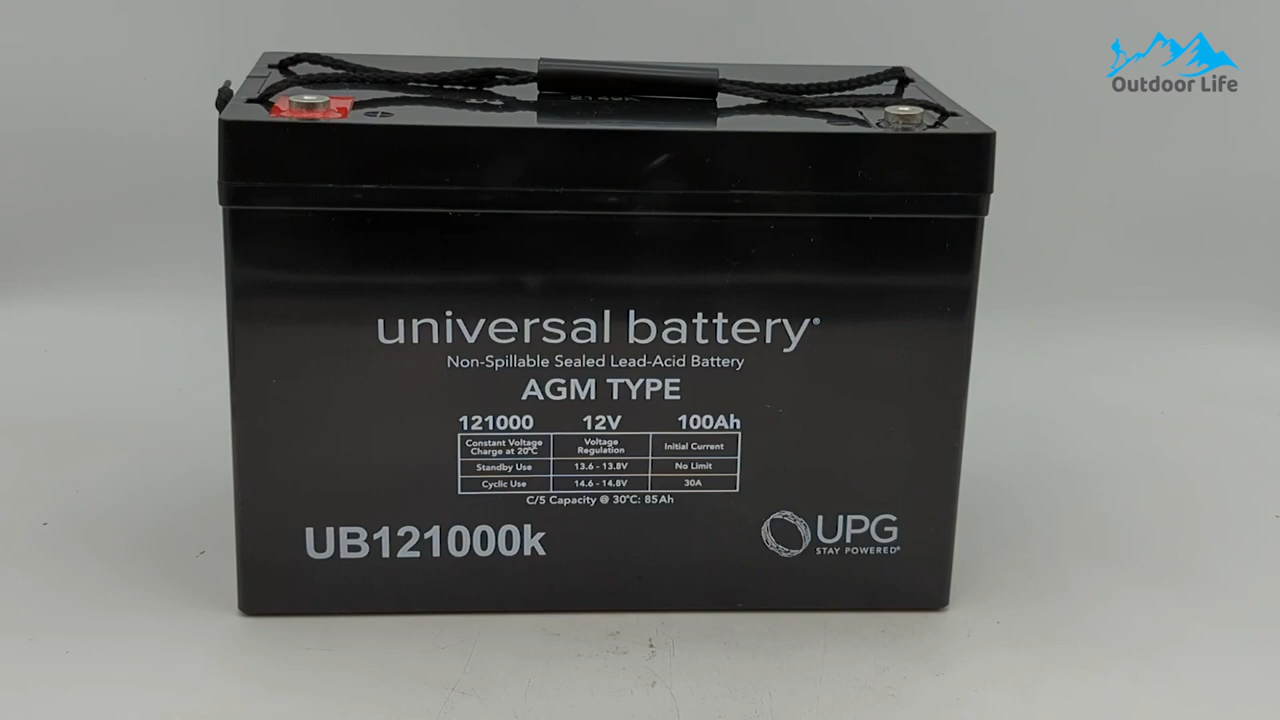 Outdoor Life
universal battery®
Non-Spillable Sealed Lead-Acid Battery
AGM TYPE
121000 12V 100Ah
Constant Voltage Charge at 20°C Voltage Regulation Initial Current
Standby Use 13.6 - 13.8V No Limit
Cyclic Use 14.6 - 14.8V 30A
C/5 Capacity @ 30°C: 85Ah
UB121000k
UPG
STAY POWERED®